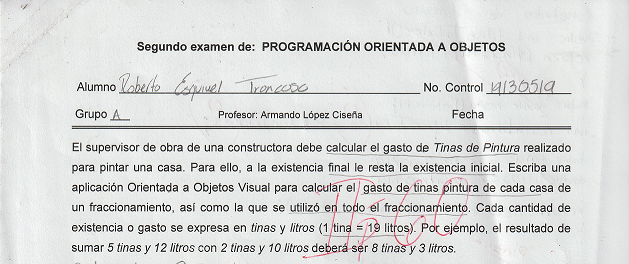 Segundo examen de: PROGRAMACIÓN ORIENTADA A OBJETOS
Alumno Roberto Esquivel Troncoso No. Control 19130519
Grupo A Profesor: Armando López Ciseña Fecha
El supervisor de obra de una constructora debe calcular el gasto de Tinas de Pintura realizado
para pintar una casa. Para ello, a la existencia final le resta la existencia inicial. Escriba una
aplicación Orientada a Objetos Visual para calcular el gasto de tinas pintura de cada casa de
un fraccionamiento, así como la que se utilizó en todo el fraccionamiento. Cada cantidad de
existencia o gasto se expresa en tinas y litros (1 tina = 19 litros). Por ejemplo, el resultado de
sumar 5 tinas y 12 litros con 2 tinas y 10 litros deberá ser 8 tinas y 3 litros.